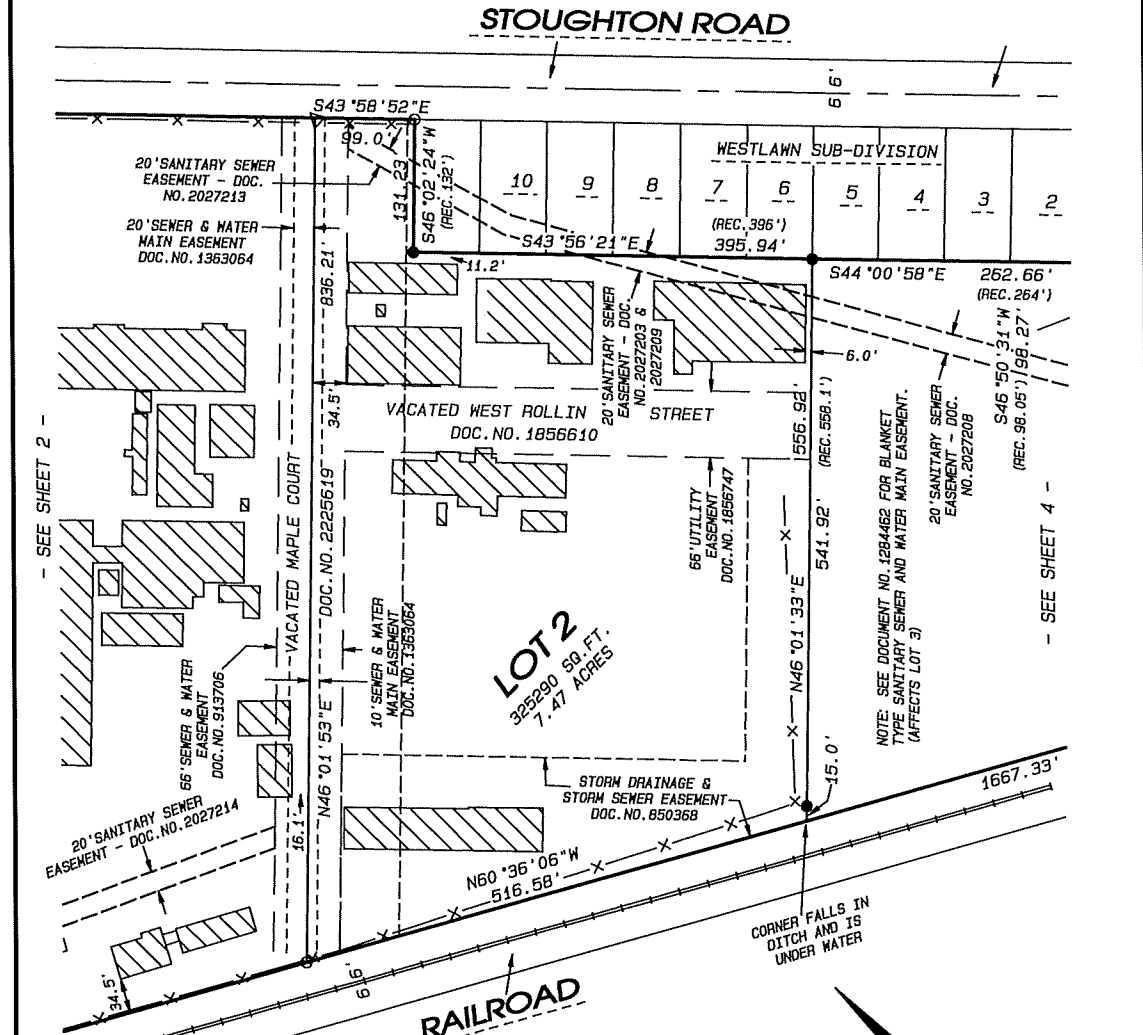 STOUGHTON ROAD
66'
S43°58'52"E
99.0'
131.23
S46°02'24"W
(REC.132')
20'SANITARY SEWER
EASEMENT - DOC.
NO.2027213
20'SEWER & WATER
MAIN EASEMENT
DOC.NO.1363064
WESTLAWN SUB-DIVISION
10
9
8
7
6
5
4
3
2
(REC.396')
S43°56'21"E
395.94'
S44°00'58"E
262.66'
(REC.264')
11.2'
836.21'
34.5'
20'SANITARY SEWER
EASEMENT - DOC.
NO.2027203 &
2027209
6.0'
S46°50'31"W
98.27'
(REC.98.05')
VACATED WEST ROLLIN STREET
DOC.NO.1856610
556.92'
(REC.558.1')
20'SANITARY SEWER
EASEMENT - DOC.
NO.2027208
- SEE SHEET 2 -
- SEE SHEET 4 -
VACATED MAPLE COURT
DOC.NO.2225619
66'UTILITY
EASEMENT
DOC.NO.1856747
541.92'
N46°01'33"E
NOTE: SEE DOCUMENT NO.1284462 FOR BLANKET
TYPE SANITARY SEWER AND WATER MAIN EASEMENT.
(AFFECTS LOT 3)
10'SEWER & WATER
MAIN EASEMENT
DOC.NO.1363064
LOT 2
325290 SQ.FT.
7.47 ACRES
66'SEWER & WATER
EASEMENT
DOC.NO.913706
N46°01'53"E
16.1'
STORM DRAINAGE &
STORM SEWER EASEMENT
DOC.NO.850368
15.0'
1667.33'
20'SANITARY SEWER
EASEMENT - DOC.NO.2027214
N60°36'06"W
516.58'
CORNER FALLS IN
DITCH AND IS
UNDER WATER
34.5'
66'
RAILROAD